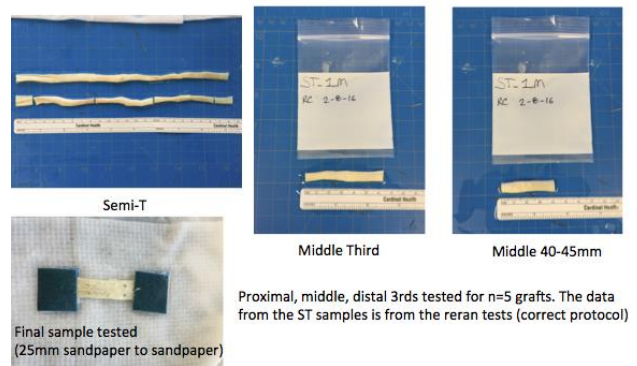 Semi-T
Cardinal Health
ST-1M
RC 2-8-16
Cardinal Health
Middle Third
ST-1M
RC 2-8-16
Middle 40-45mm
Final sample tested
(25mm sandpaper to sandpaper)
Proximal, middle, distal 3rds tested for n=5 grafts. The data
from the ST samples is from the reran tests (correct protocol)